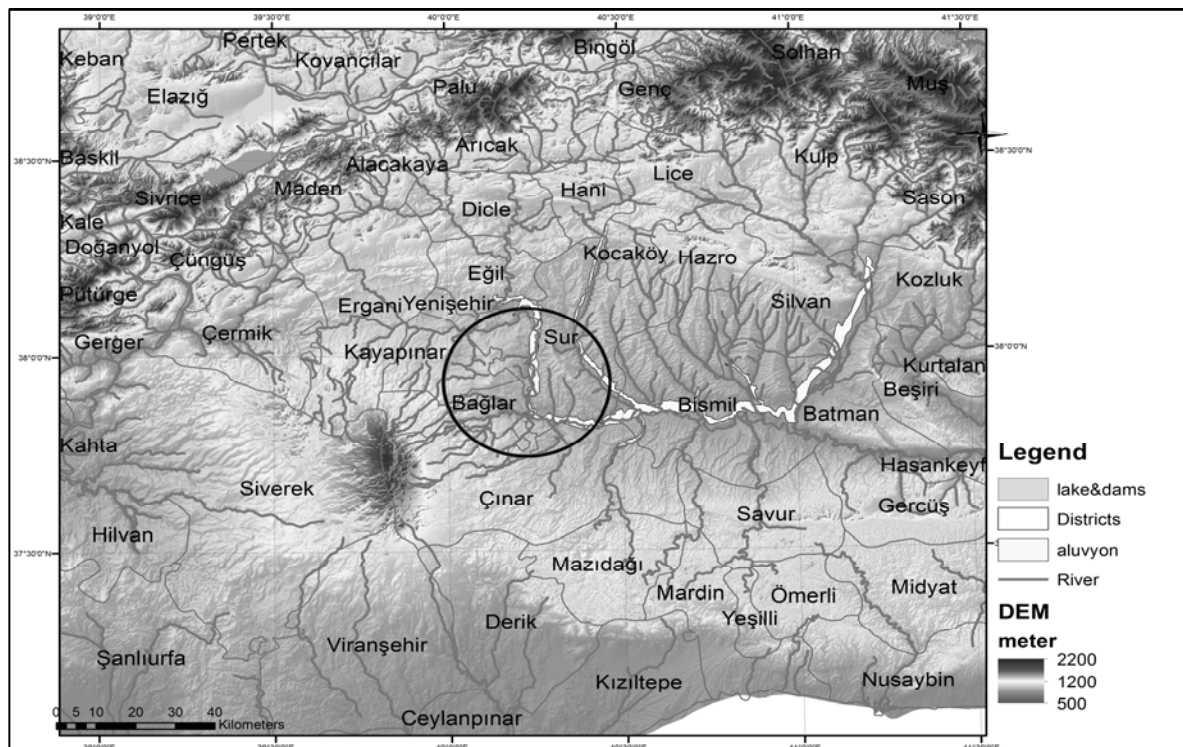 39°0'0"E 39°30'0"E 40°0'0"E 40°30'0"E 41°0'0"E 41°30'0"E
Pertek
Bingöl
Solhan
Keban
Kovancılar
Elazığ
Palu
Genç
Muş
38°30'0"N
38°30'0"N
Baskil
Alacakaya
Arıcak
Kulp
Sivrice
Maden
Hani
Lice
Sason
Kale
Dicle
Doğanyol
Çüngüş
Kocaköy
Hazro
Eğil
Kozluk
Pütürge
Ergani
Yenişehir
Silvan
Gerger
Çermik
Sur
38°0'0"N
38°0'0"N
Kayapınar
Kurtalan
Beşiri
Bağlar
Bismil
Batman
Kahta
Hasankeyf
Siverek
Çınar
Gercüş
Savur
Hilvan
37°30'0"N
Mazıdağı
Mardin
Ömerli
Midyat
Yeşilli
Derik
Viranşehir
Şanlıurfa
Kızıltepe
Nusaybin
Ceylanpınar
0 5 10 20 30 40
Kilometers
Legend
lake&dams
Districts
aluvyon
River
DEM
meter
2200
1200
500